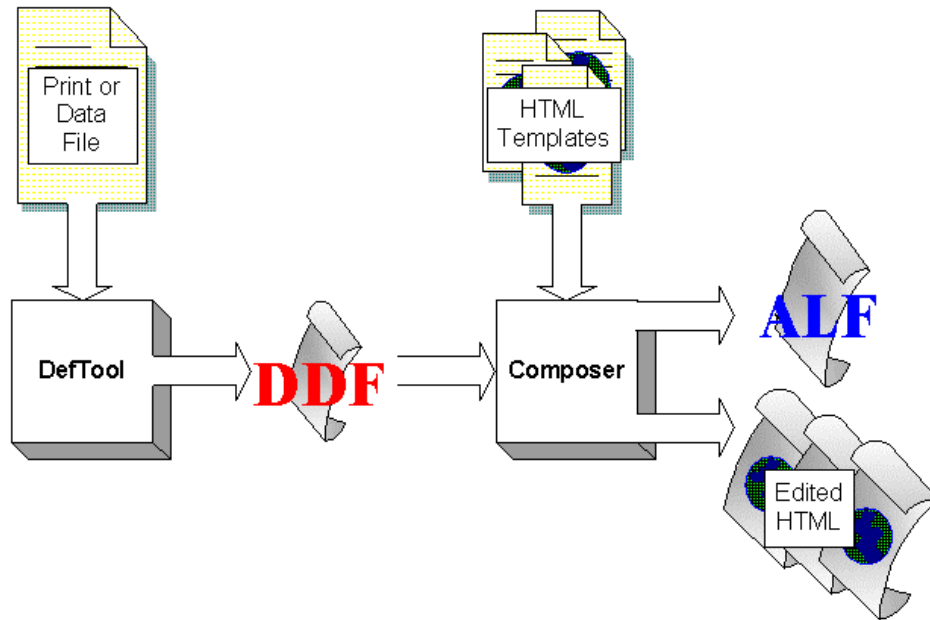 Print or
Data
File
HTML
Templates
DefTool
DDF
Composer
ALF
Edited
HTML